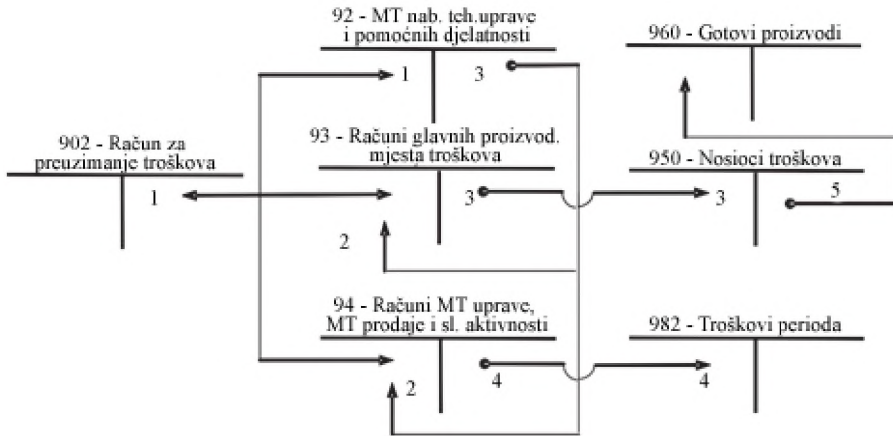 92 - MT nab. teh.uprave
i pomoćnih djelatnosti
960 - Gotovi proizvodi
1
3
902 - Račun za
preuzimanje troškova
93 - Računi glavnih proizvod.
mjesta troškova
950 - Nosioci troškova
1
3
3
5
2
94 - Računi MT uprave,
MT prodaje i sl. aktivnosti
982 - Troškovi perioda
2
4
4